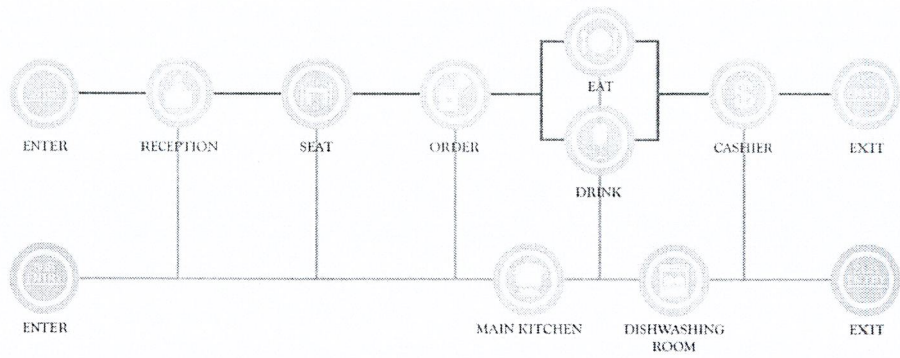 EAT
ENTER
RECEPTION
SEAT
ORDER
CASHIER
EXIT
DRINK
ENTER
MAIN KITCHEN
DISHWASHING
ROOM
EXIT